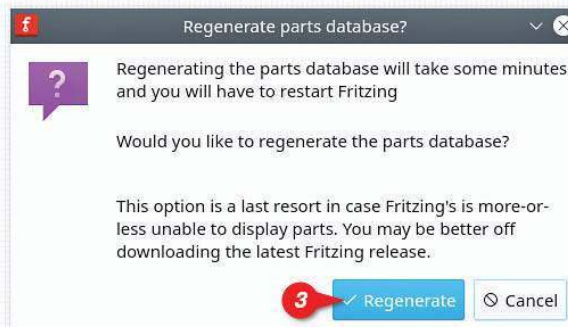 Regenerate parts database?
Regenerating the parts database will take some minutes
and you will have to restart Fritzing
Would you like to regenerate the parts database?
This option is a last resort in case Fritzing's is more-or-
less unable to display parts. You may be better off
downloading the latest Fritzing release.
3 Regenerate Cancel